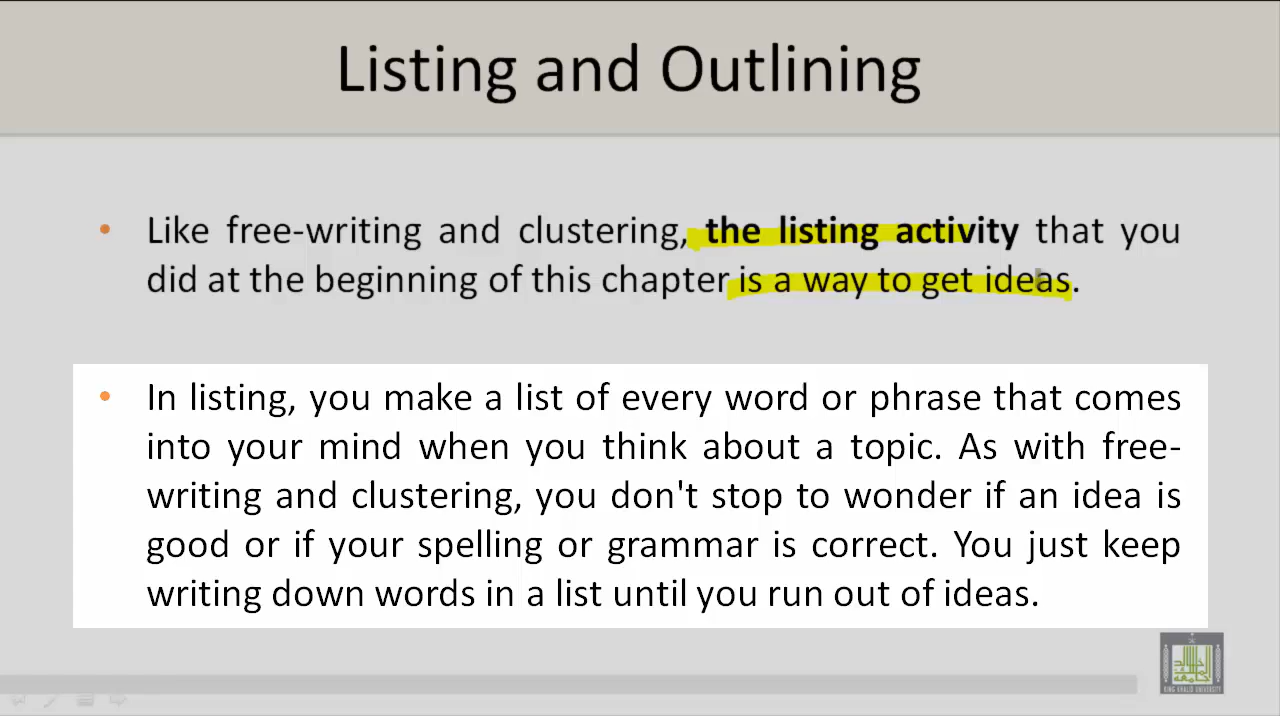 Listing and Outlining
• Like free-writing and clustering, the listing activity that you
did at the beginning of this chapter is a way to get ideas.
• In listing, you make a list of every word or phrase that comes
into your mind when you think about a topic. As with free-
writing and clustering, you don't stop to wonder if an idea is
good or if your spelling or grammar is correct. You just keep
writing down words in a list until you run out of ideas.
KING KHALID UNIVERSITY